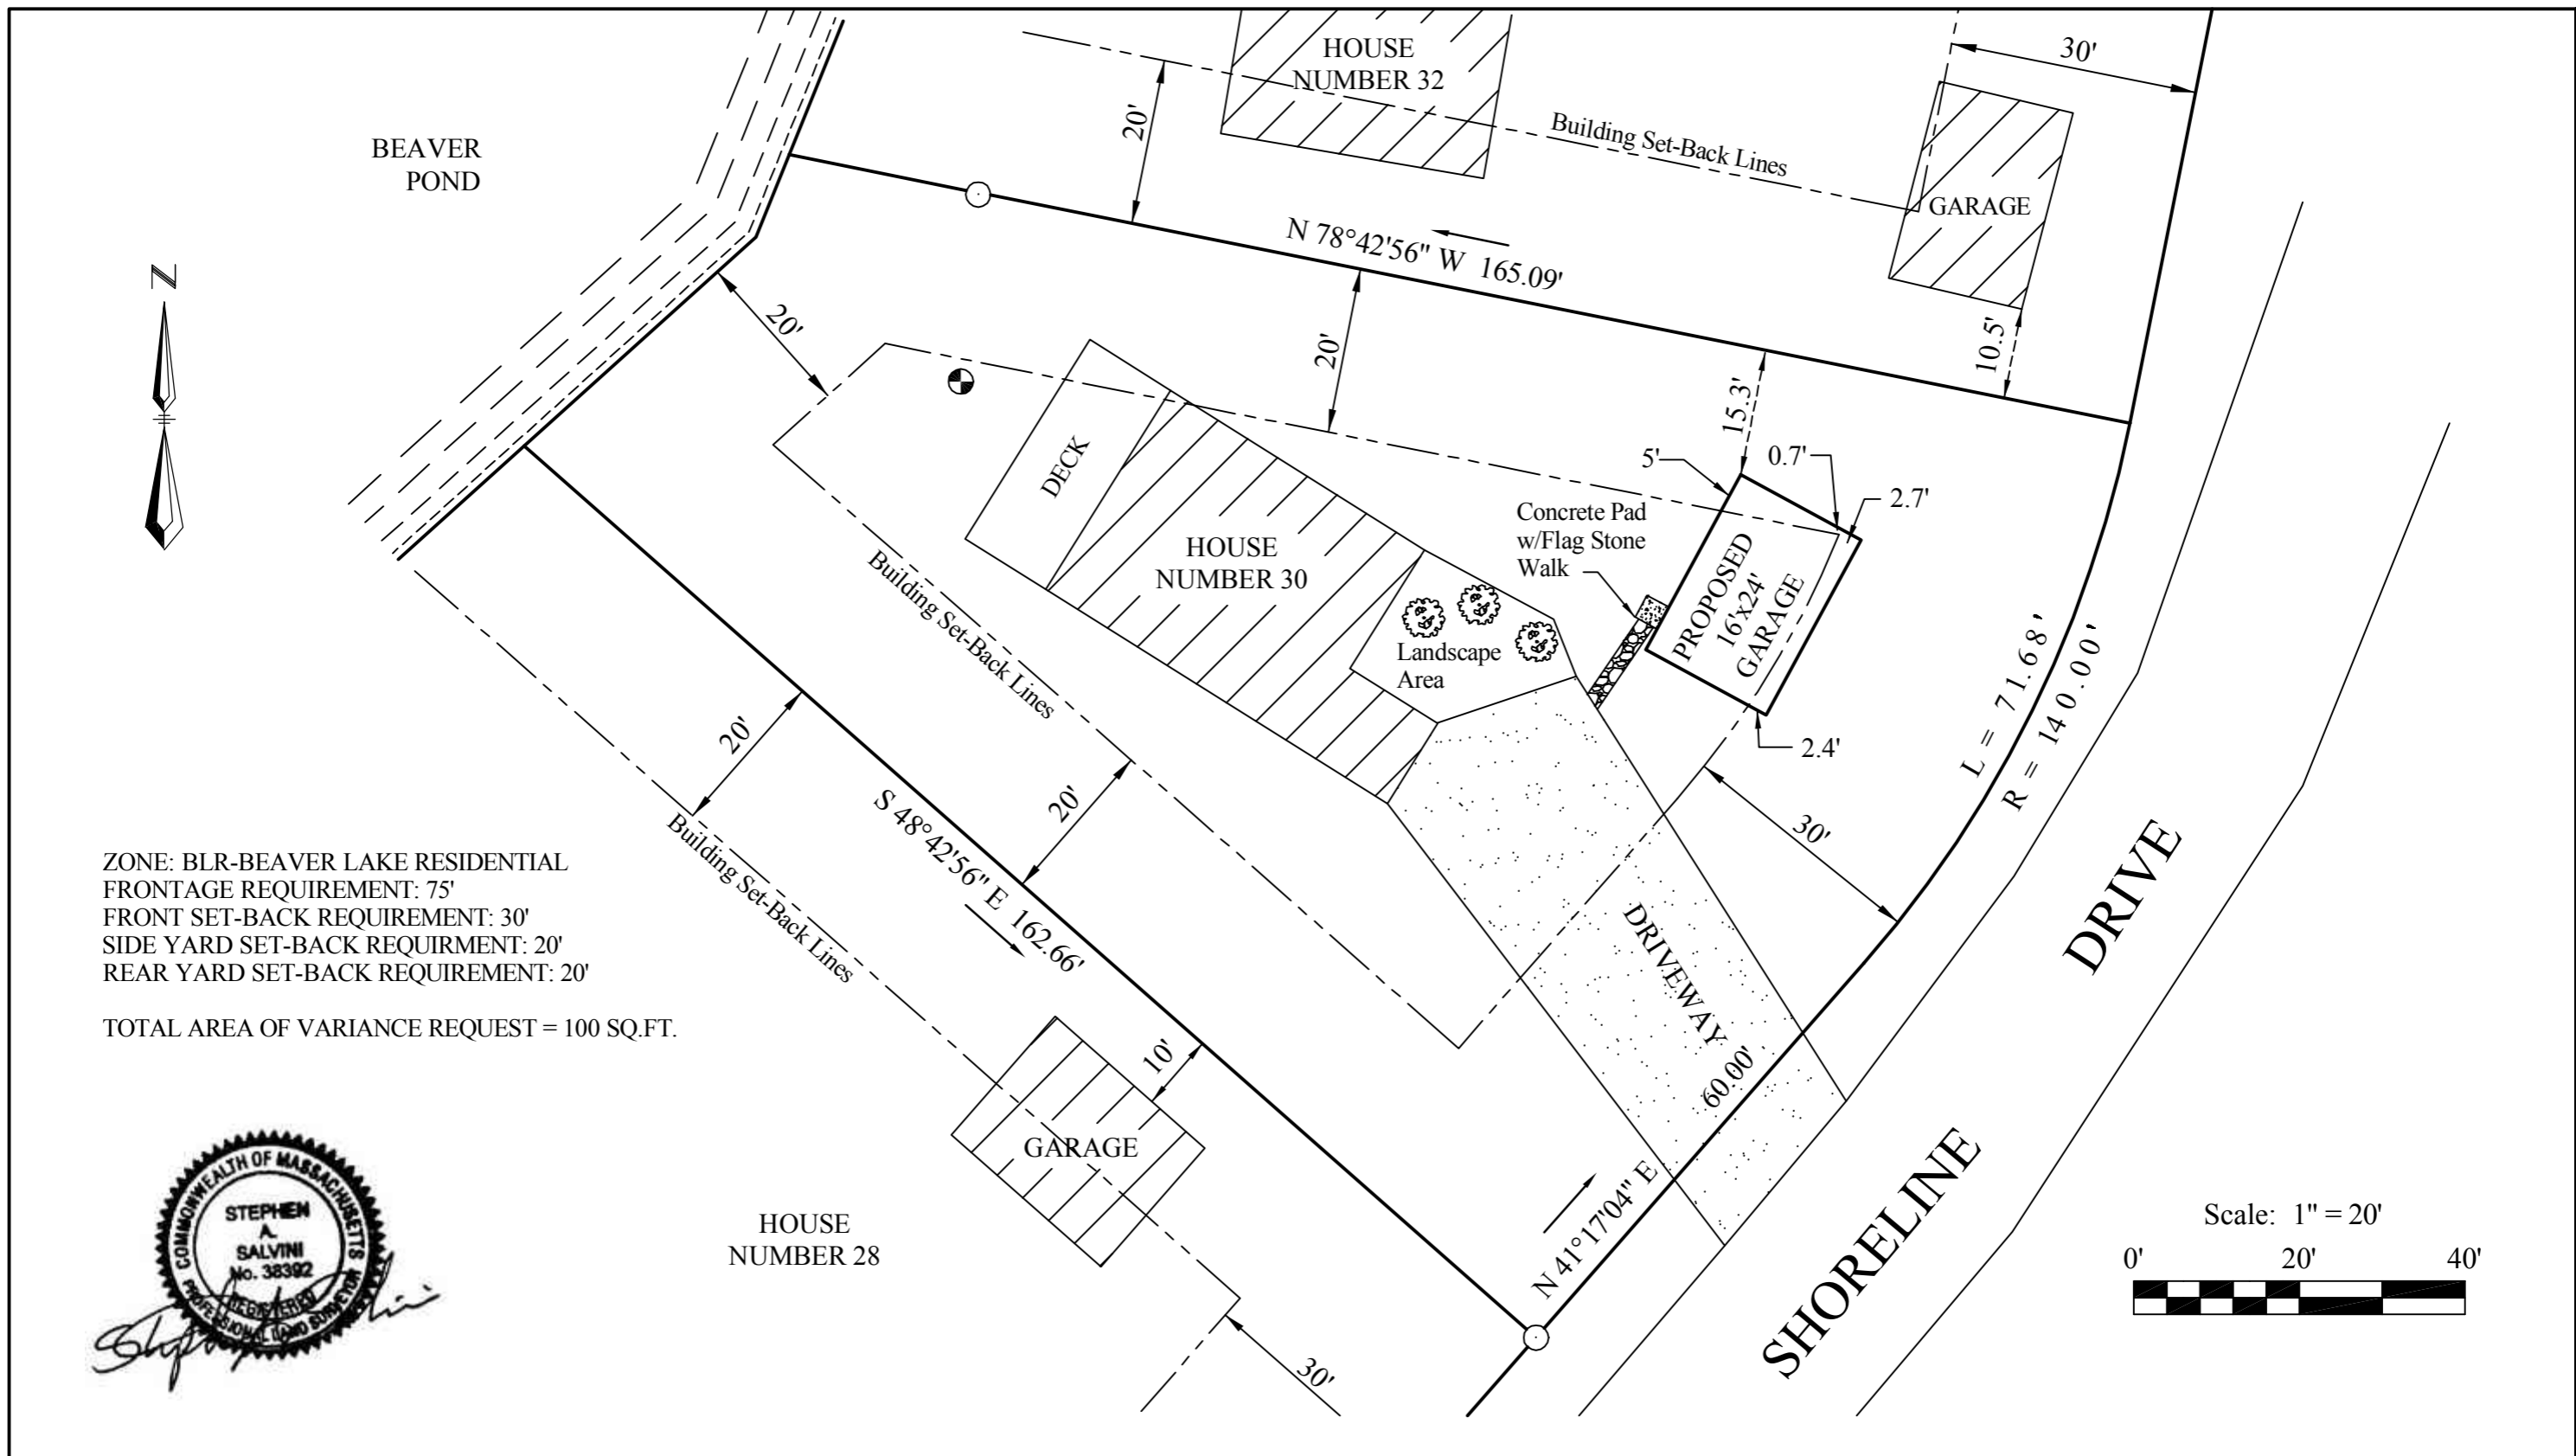 HOUSE
NUMBER 32
30'
BEAVER
POND
20'
Building Set-Back Lines
GARAGE
N
N 78°42'56" W  165.09'
20'
20'
10.5'
15.3'
5'
0.7'
2.7'
DECK
Concrete Pad
w/Flag Stone
Walk
HOUSE
NUMBER 30
PROPOSED
16'x24'
GARAGE
Building Set-Back Lines
Landscape
Area
L = 71.68'
R = 140.00'
20'
2.4'
20'
30'
S 48°42'56" E  162.66'
Building Set-Back Lines
DRIVEWAY
ZONE: BLR-BEAVER LAKE RESIDENTIAL
FRONTAGE REQUIREMENT: 75'
FRONT SET-BACK REQUIREMENT: 30'
SIDE YARD SET-BACK REQUIRMENT: 20'
REAR YARD SET-BACK REQUIREMENT: 20'
TOTAL AREA OF VARIANCE REQUEST = 100 SQ.FT.
10'
60.00'
GARAGE
N 41°17'04" E
SHORELINE DRIVE
HOUSE
NUMBER 28
30'
COMMONWEALTH OF MASSACHUSETTS
STEPHEN
A.
SALVINI
No. 38392
REGISTERED
PROFESSIONAL LAND SURVEYOR
Scale:  1" = 20'
0' 20' 40'